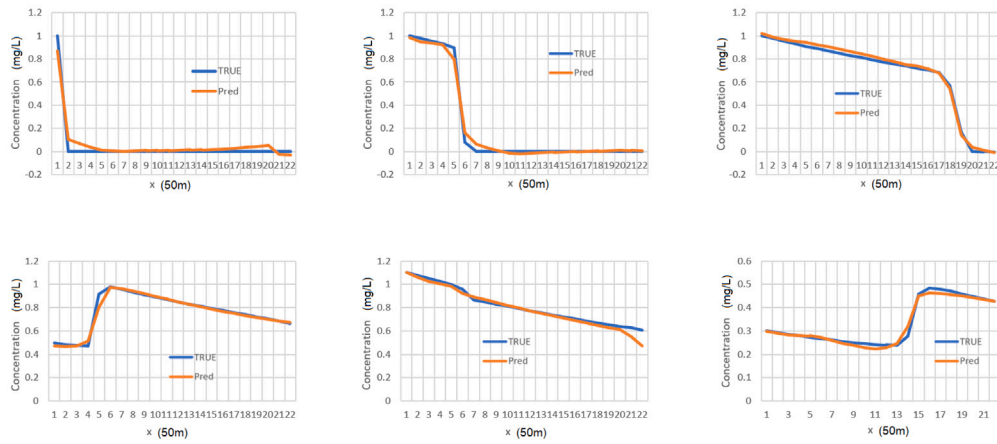 Concentration (mg/L)
1.2
1
0.8
0.6
0.4
0.2
0
-0.2
TRUE
Pred
1 2 3 4 5 6 7 8 9 10 11 12 13 14 15 16 17 18 19 20 21 22
x (50m)
Concentration (mg/L)
1.2
1
0.8
0.6
0.4
0.2
0
-0.2
TRUE
Pred
1 2 3 4 5 6 7 8 9 10 11 12 13 14 15 16 17 18 19 20 21 22
x (50m)
Concentration (mg/L)
1.2
1
0.8
0.6
0.4
0.2
0
-0.2
TRUE
Pred
1 2 3 4 5 6 7 8 9 10 11 12 13 14 15 16 17 18 19 20 21 22
x (50m)
Concentration (mg/L)
1.2
1
0.8
0.6
0.4
0.2
0
TRUE
Pred
1 2 3 4 5 6 7 8 9 10 11 12 13 14 15 16 17 18 19 20 21 22
x (50m)
Concentration (mg/L)
1.2
1
0.8
0.6
0.4
0.2
0
TRUE
Pred
1 2 3 4 5 6 7 8 9 10 11 12 13 14 15 16 17 18 19 20 21 22
x (50m)
Concentration (mg/L)
0.6
0.5
0.4
0.3
0.2
0.1
0
TRUE
Pred
1 3 5 7 9 11 13 15 17 19 21
x (50m)